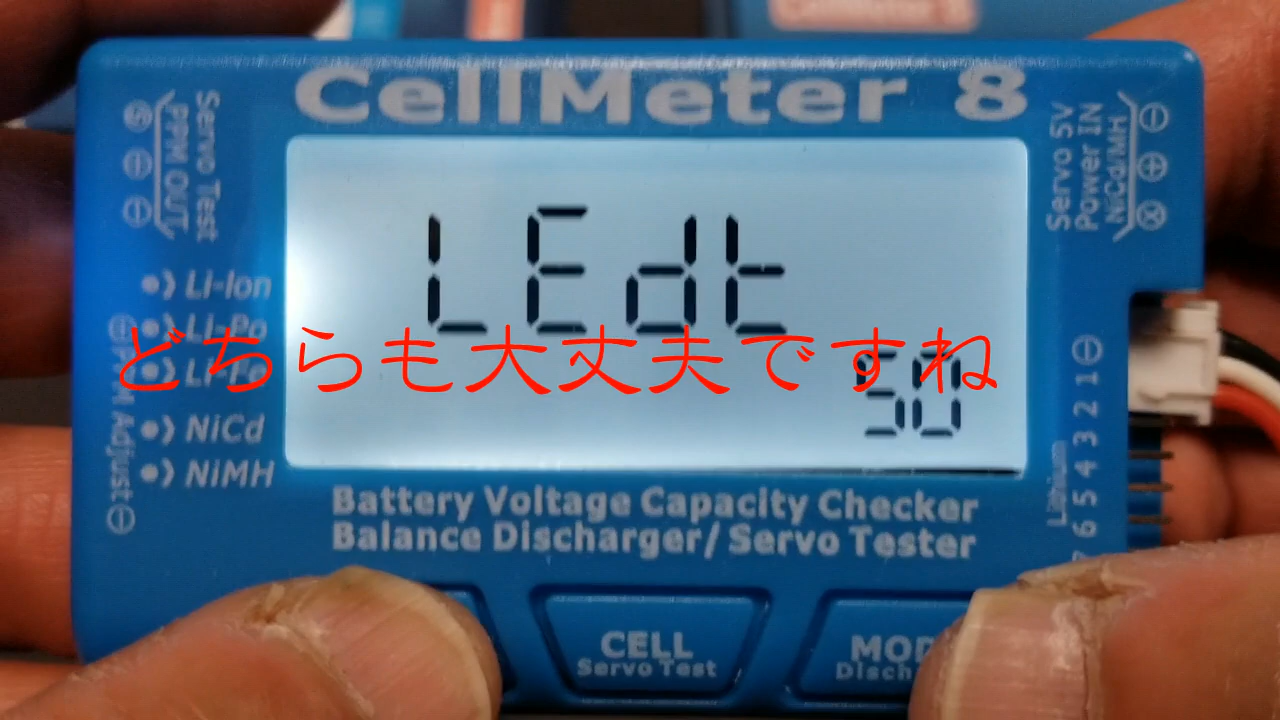 CellMeter 8
CellMeter 8
Servo Test
PPM OUT
Servo 5V
Power IN
NiCd/MH
LEdt
50
Li-Ion
Li-Po
Li-Fe
NiCd
NiMH
PPM Adjust
どちらも大丈夫ですね
Lithium
7 6 5 4 3 2 1
Battery Voltage Capacity Checker
Balance Discharger/Servo Tester
CELL
Servo Test